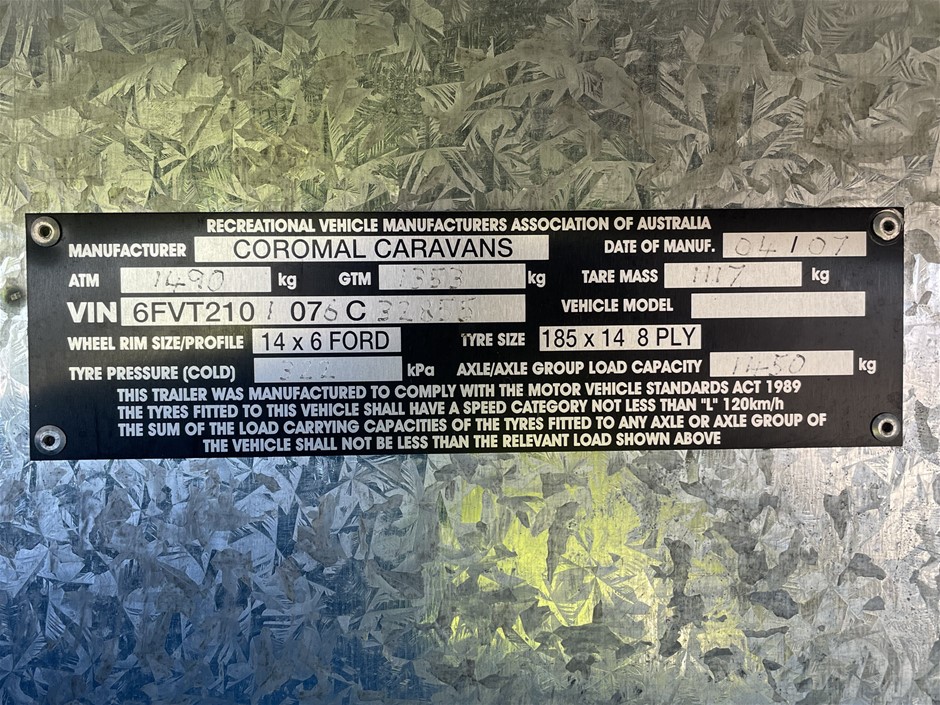 RECREATIONAL VEHICLE MANUFACTURERS ASSOCIATION OF AUSTRALIA
MANUFACTURER COROMAL CARAVANS DATE OF MANUF. 04/07
ATM 1490 kg GTM 1353 kg TARE MASS 1117 kg
VIN 6FVT210 1 076 C VEHICLE MODEL
WHEEL RIM SIZE/PROFILE 14 x 6 FORD TYRE SIZE 185 x 14 8 PLY
TYRE PRESSURE (COLD) kPa AXLE/AXLE GROUP LOAD CAPACITY 1450 kg
THIS TRAILER WAS MANUFACTURED TO COMPLY WITH THE MOTOR VEHICLE STANDARDS ACT 1989
THE TYRES FITTED TO THIS VEHICLE SHALL HAVE A SPEED CATEGORY NOT LESS THAN "L" 120km/h
THE SUM OF THE LOAD CARRYING CAPACITIES OF THE TYRES FITTED TO ANY AXLE OR AXLE GROUP OF
THE VEHICLE SHALL NOT BE LESS THAN THE RELEVANT LOAD SHOWN ABOVE